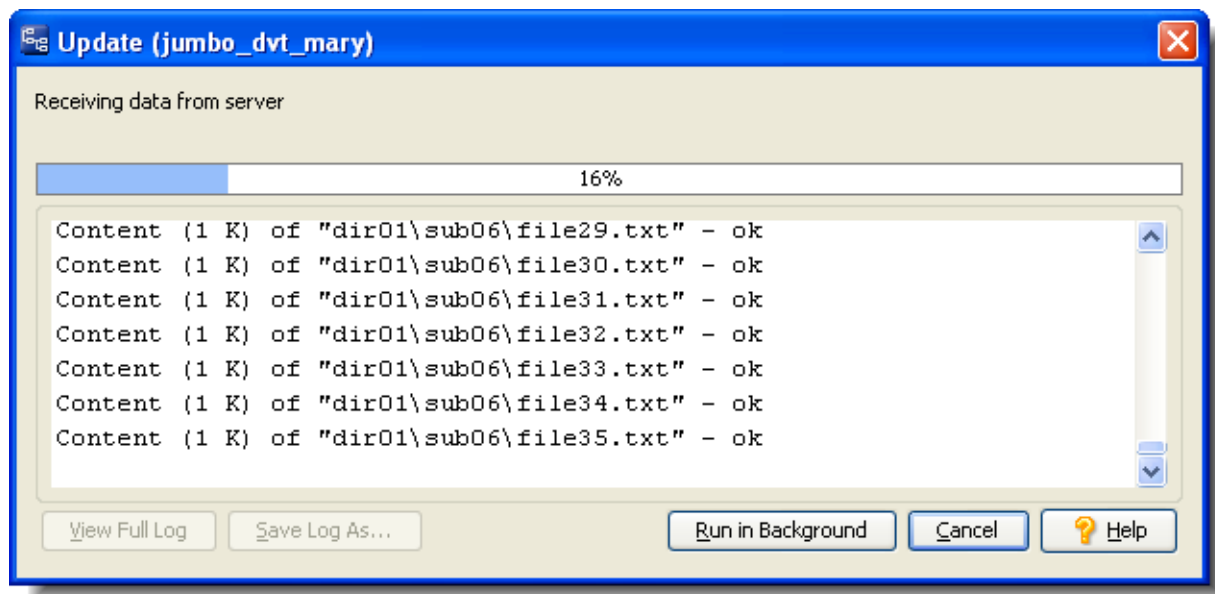 Update (jumbo_dvt_mary)
Receiving data from server
16%
Content (1 K) of "dir01\sub06\file29.txt" - ok
Content (1 K) of "dir01\sub06\file30.txt" - ok
Content (1 K) of "dir01\sub06\file31.txt" - ok
Content (1 K) of "dir01\sub06\file32.txt" - ok
Content (1 K) of "dir01\sub06\file33.txt" - ok
Content (1 K) of "dir01\sub06\file34.txt" - ok
Content (1 K) of "dir01\sub06\file35.txt" - ok
View Full Log Save Log As... Run in Background Cancel Help